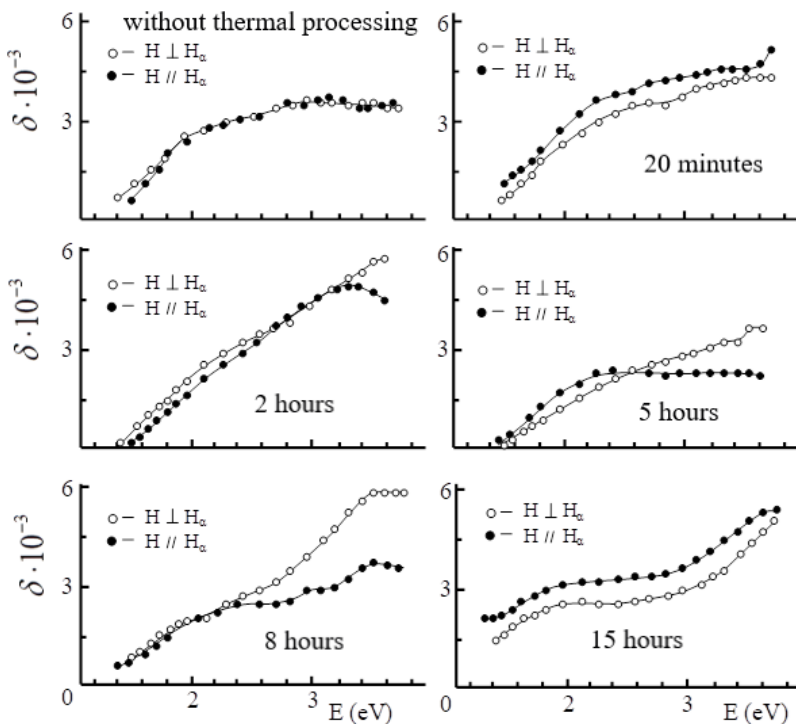 without thermal processing
6
3
δ·10⁻³
○– H ⊥ Hα
●– H // Hα
○– H ⊥ Hα
●– H // Hα
20 minutes
6
3
δ·10⁻³
○– H ⊥ Hα
●– H // Hα
2 hours
6
3
○– H ⊥ Hα
●– H // Hα
5 hours
6
3
0
δ·10⁻³
○– H ⊥ Hα
●– H // Hα
8 hours
2
3
E (eV)
6
3
0
○– H ⊥ Hα
●– H // Hα
15 hours
2
3
E (eV)